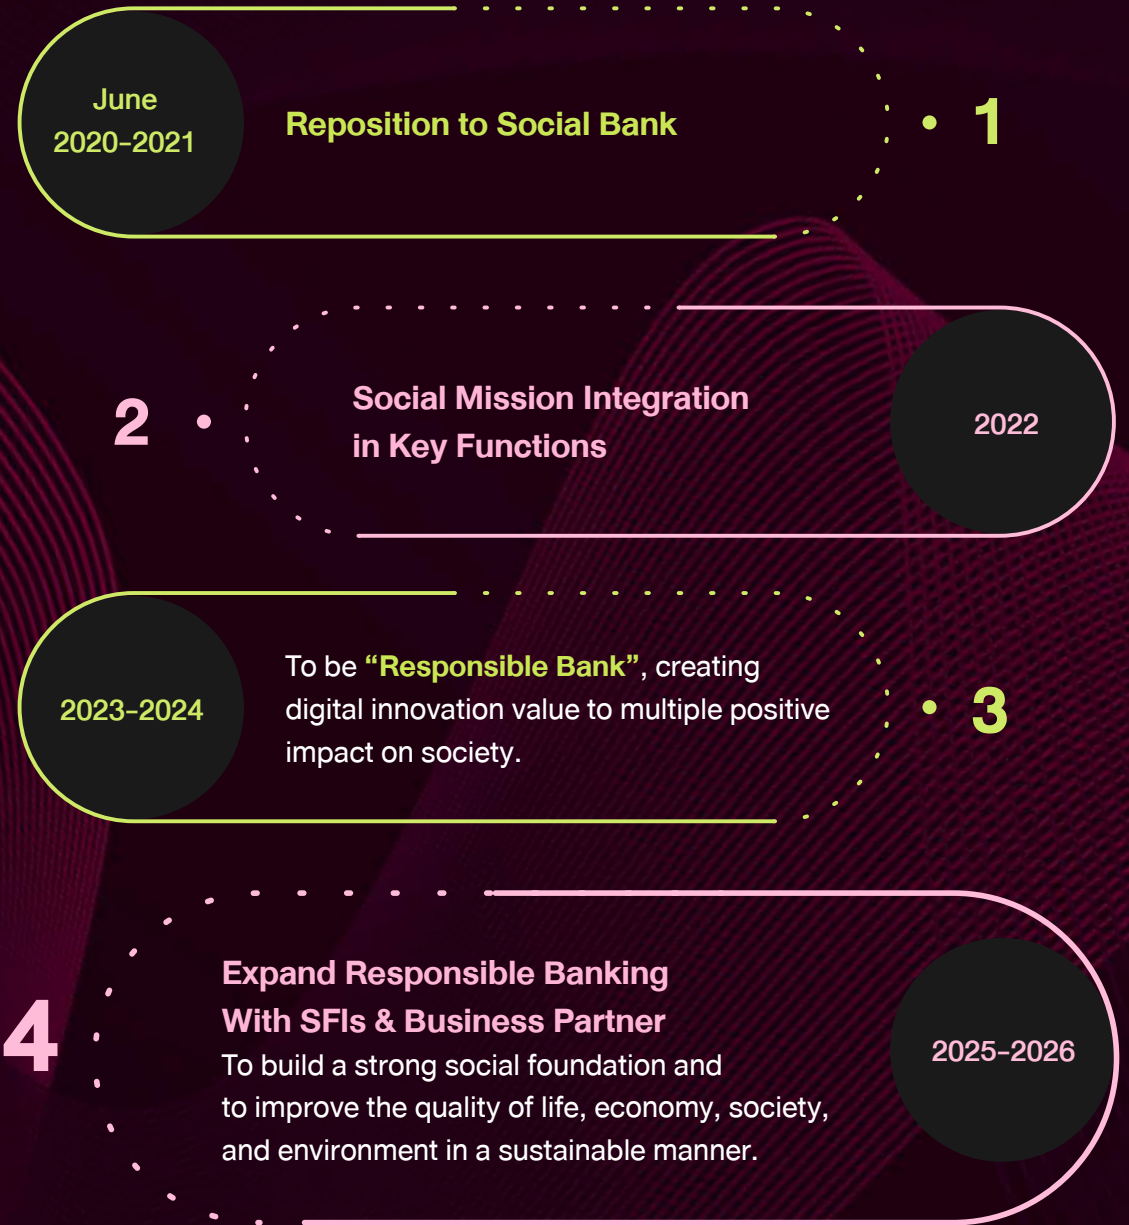 June
2020-2021
Reposition to Social Bank
1
2
Social Mission Integration
in Key Functions
2022
2023-2024
To be “Responsible Bank”, creating
digital innovation value to multiple positive
impact on society.
3
4
Expand Responsible Banking
With SFIs & Business Partner
To build a strong social foundation and
to improve the quality of life, economy, society,
and environment in a sustainable manner.
2025-2026